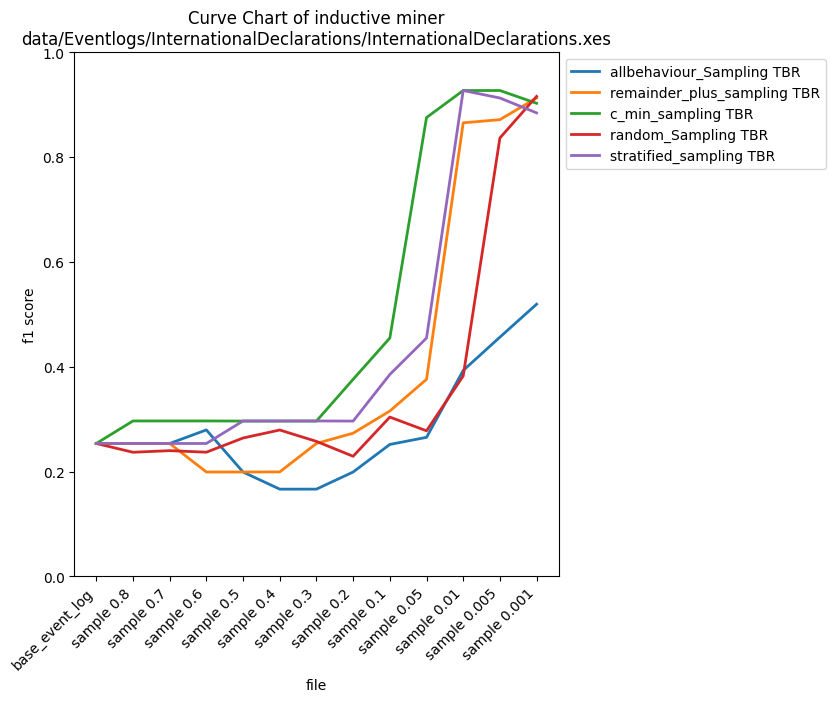 Curve Chart of inductive miner
data/Eventlogs/InternationalDeclarations/InternationalDeclarations.xes
1.0
0.8
0.6
0.4
0.2
0.0
f1 score
allbehaviour_Sampling TBR
remainder_plus_sampling TBR
c_min_sampling TBR
random_Sampling TBR
stratified_sampling TBR
base_event_log
sample 0.8
sample 0.7
sample 0.6
sample 0.5
sample 0.4
sample 0.3
sample 0.2
sample 0.1
sample 0.05
sample 0.01
sample 0.005
sample 0.001
file